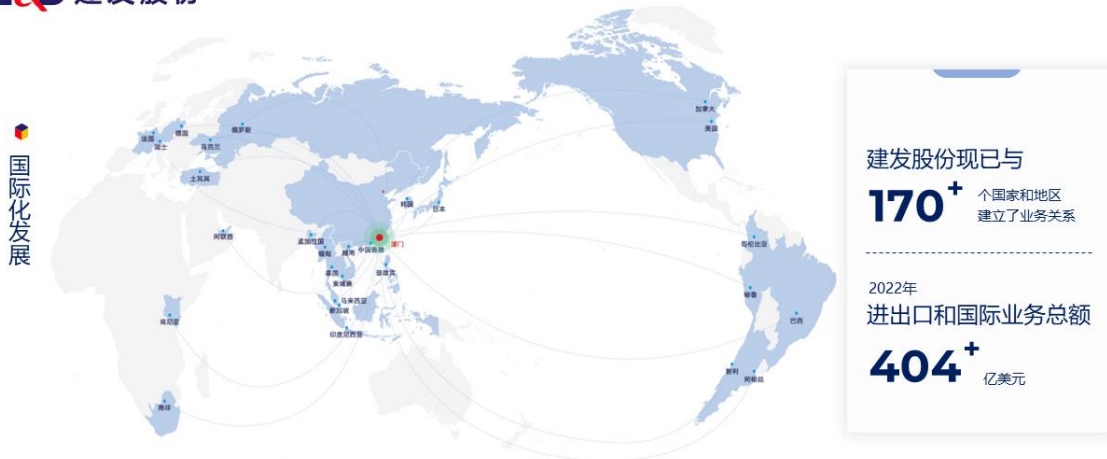 建发股份
国际化发展
法国
德国
瑞士
乌克兰
俄罗斯
土耳其
阿联酋
肯尼亚
南非
孟加拉国
缅甸
越南
中国香港
厦门
泰国
柬埔寨
菲律宾
马来西亚
新加坡
印度尼西亚
韩国
日本
加拿大
美国
哥伦比亚
秘鲁
巴西
智利
阿根廷
建发股份现已与
170+ 个国家和地区
建立了业务关系
2022年
进出口和国际业务总额
404+ 亿美元